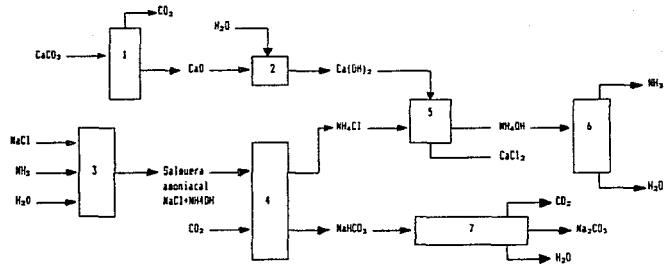 CO₂
H₂O
CaCO₃
1
CaO
2
Ca(OH)₂
NH₃
NaCl
NH₃
H₂O
3
Salmuera
amoniacal
NaCl+NH4OH
CO₂
4
NH₄Cl
5
NH₄OH
CaCl₂
6
H₂O
NaHCO₃
7
CO₂
Na₂CO₃
H₂O